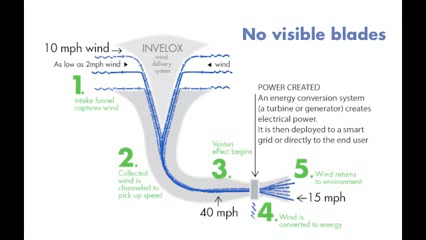 No visible blades
10 mph wind
INVELOX
wind
delivery
system
As low as 2mph wind
wind
1.
Intake funnel
captures wind
POWER CREATED
An energy conversion system
(a turbine or generator) creates
electrical power.
It is then deployed to a smart
grid or directly to the end user
2.
Collected
wind is
channeled to
pick up speed
Venturi
effect begins
3.
5.
Wind returns
to environment
15 mph
40 mph
4.
Wind is
converted to energy